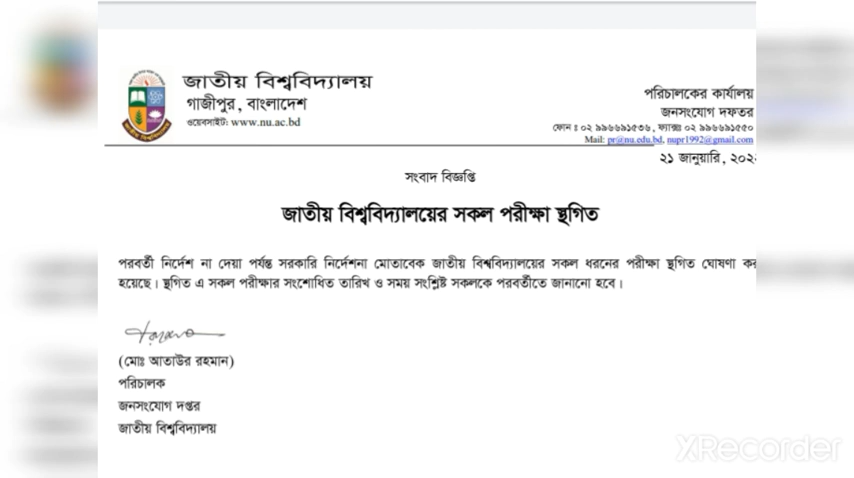 জাতীয় বিশ্ববিদ্যালয়
গাজীপুর, বাংলাদেশ
ওয়েবসাইট: www.nu.ac.bd
পরিচালকের কার্যালয়
জনসংযোগ দফতর
ফোন ঃ ০২ ৯৯৬৬৯১৫৩৬, ফ্যাক্সঃ ০২ ৯৯৬৬৯১৫৫০
Mail: pr@nu.edu.bd, nupr1992@gmail.com
২১ জানুয়ারি, ২০২
সংবাদ বিজ্ঞপ্তি
জাতীয় বিশ্ববিদ্যালয়ের সকল পরীক্ষা স্থগিত
পরবর্তী নির্দেশ না দেয়া পর্যন্ত সরকারি নির্দেশনা মোতাবেক জাতীয় বিশ্ববিদ্যালয়ের সকল ধরনের পরীক্ষা স্থগিত ঘোষণা কর
হয়েছে। স্থগিত এ সকল পরীক্ষার সংশোধিত তারিখ ও সময় সংশ্লিষ্ট সকলকে পরবর্তীতে জানানো হবে।
(মোঃ আতাউর রহমান)
পরিচালক
জনসংযোগ দপ্তর
জাতীয় বিশ্ববিদ্যালয়
XRecorder